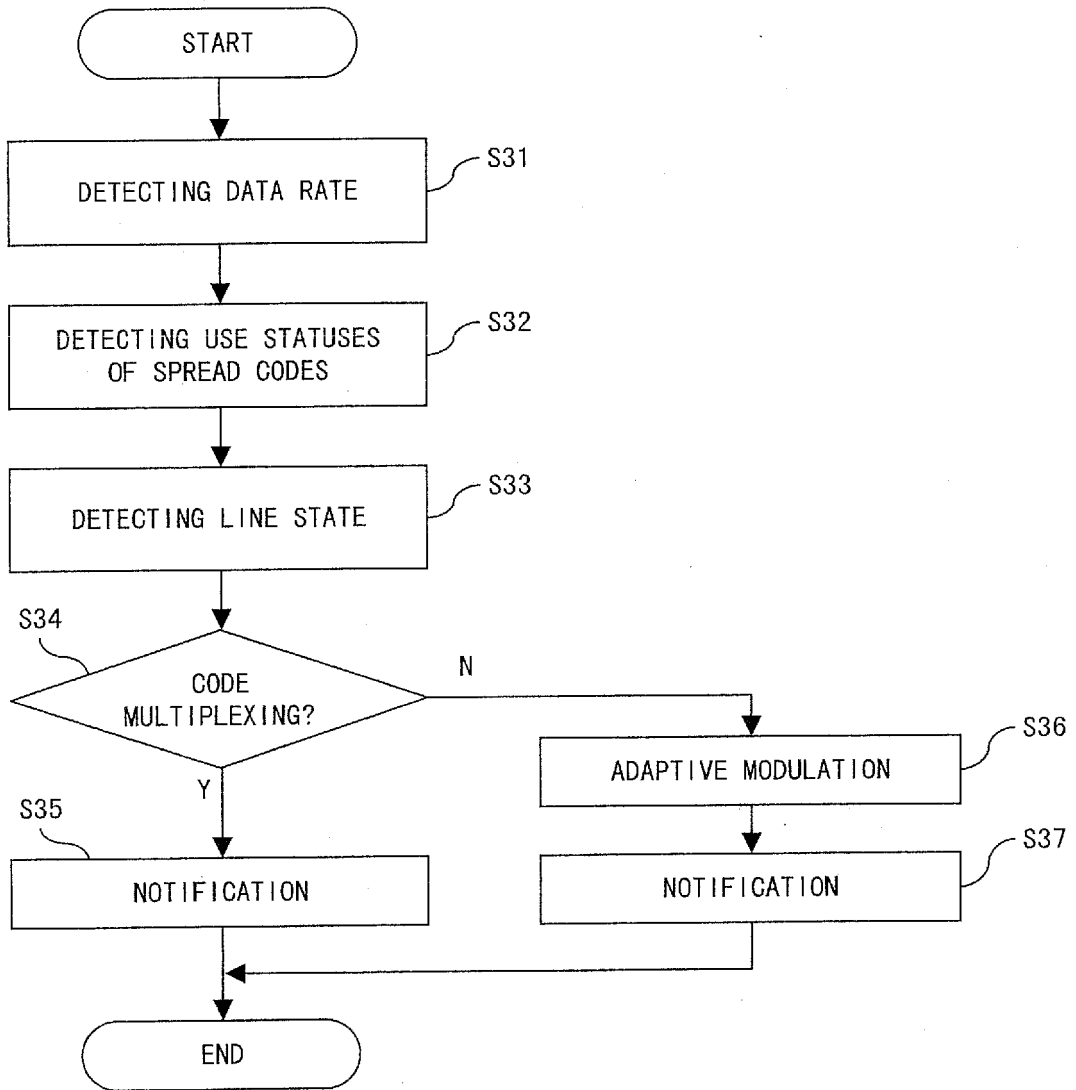 START
DETECTING DATA RATE
S31
DETECTING USE STATUSES
OF SPREAD CODES
S32
DETECTING LINE STATE
S33
S34
CODE
MULTIPLEXING?
N
Y
ADAPTIVE MODULATION
S36
S35
NOTIFICATION
NOTIFICATION
S37
END